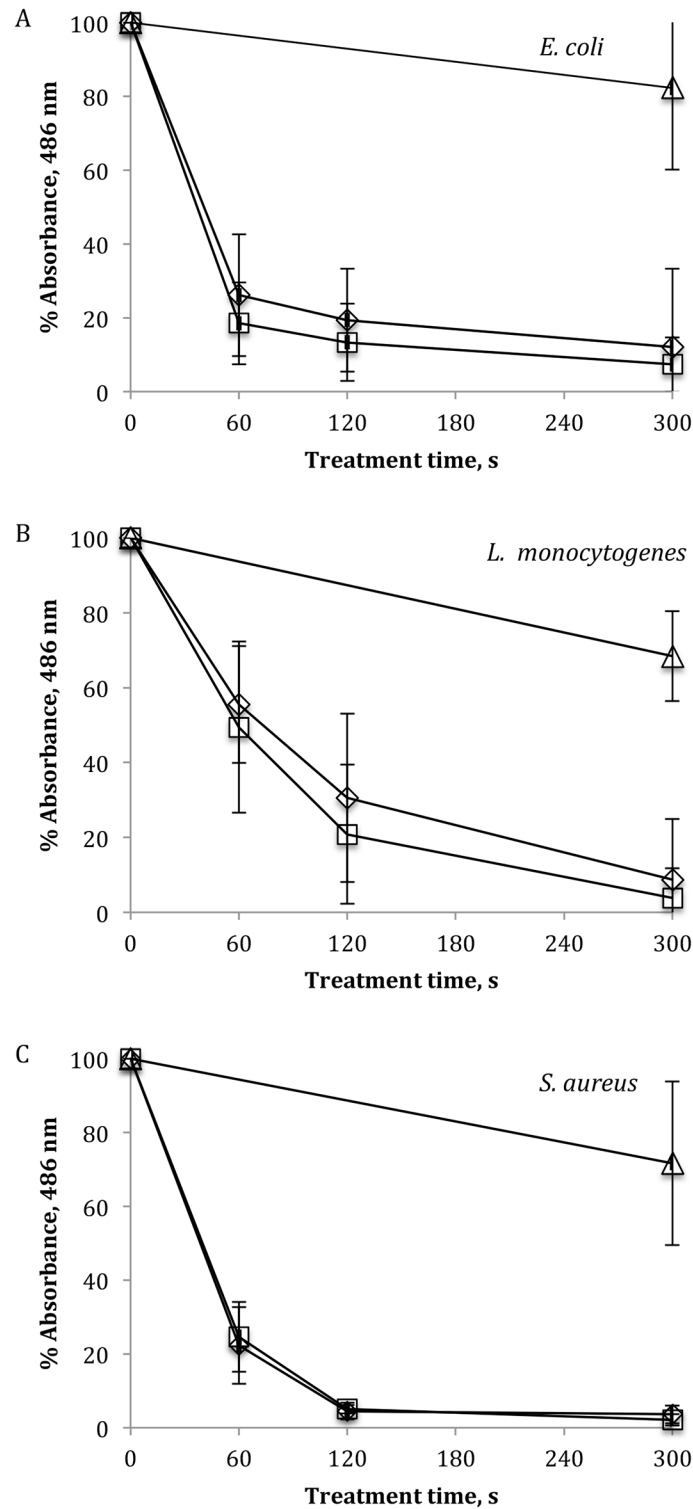 A
E. coli
% Absorbance, 486 nm
100
80
60
40
20
0
0 60 120 180 240 300
Treatment time, s
B
L. monocytogenes
% Absorbance, 486 nm
100
80
60
40
20
0
0 60 120 180 240 300
Treatment time, s
C
S. aureus
% Absorbance, 486 nm
100
80
60
40
20
0
0 60 120 180 240 300
Treatment time, s